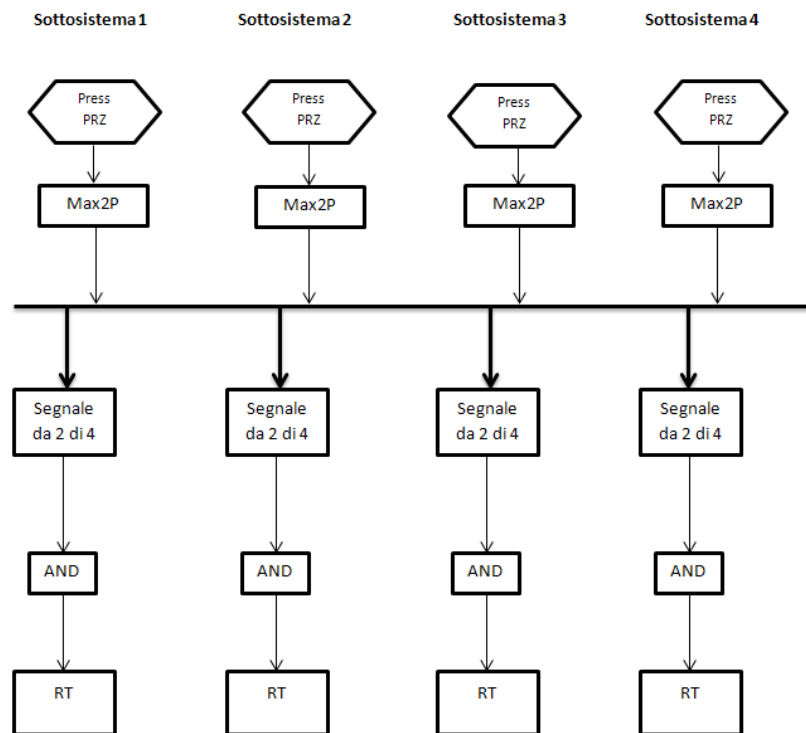 Sottosistema 1 Sottosistema 2 Sottosistema 3 Sottosistema 4
Press Press Press Press
PRZ PRZ PRZ PRZ
Max2P Max2P Max2P Max2P
Segnale Segnale Segnale Segnale
da 2 di 4 da 2 di 4 da 2 di 4 da 2 di 4
AND AND AND AND
RT RT RT RT